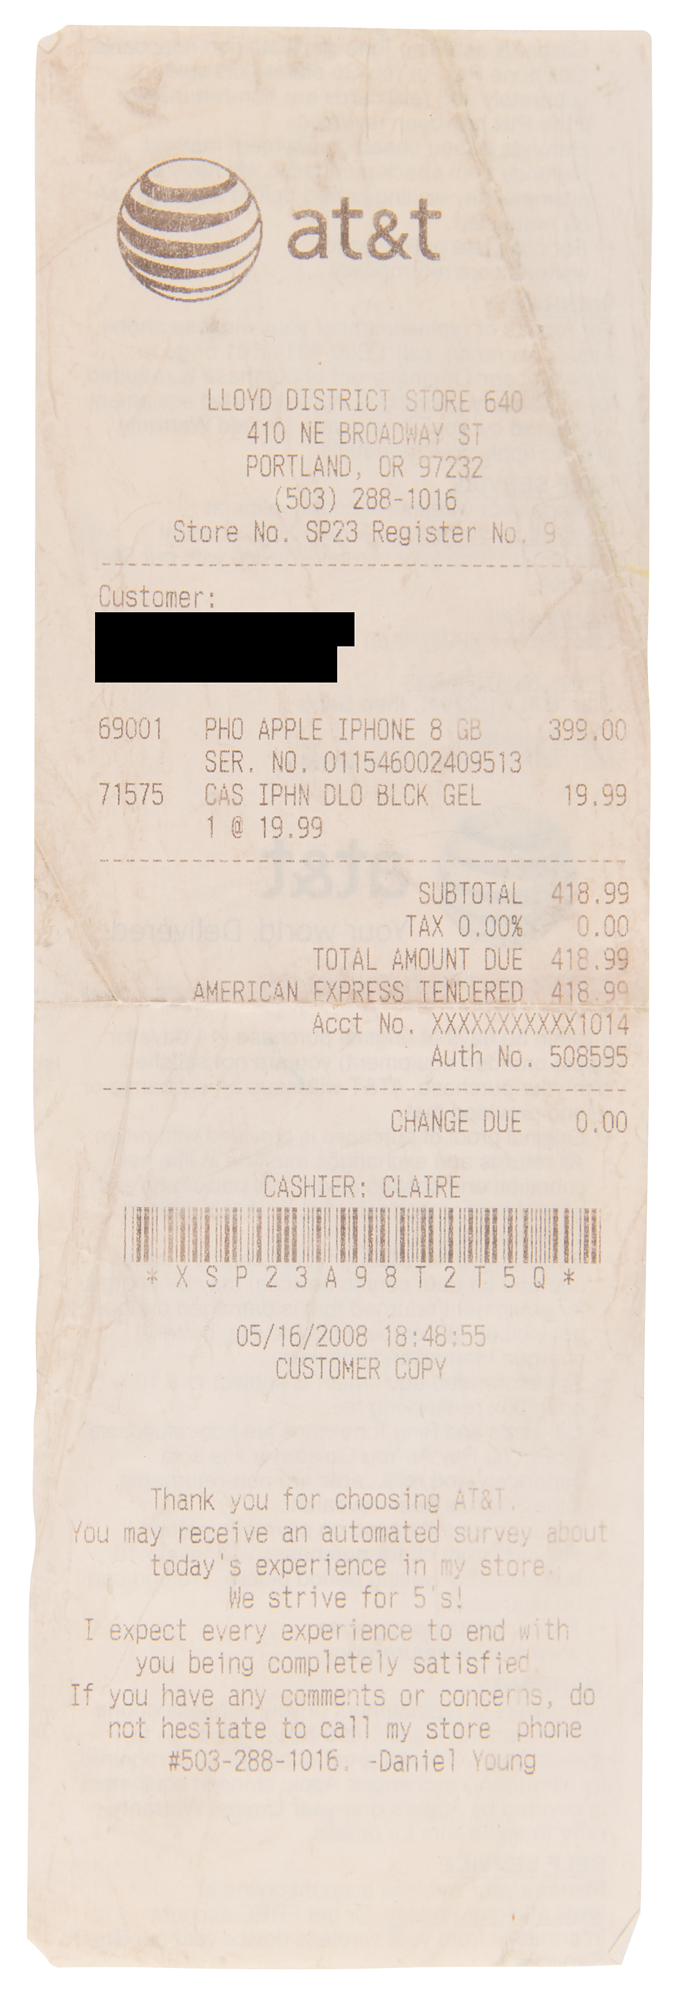 at&t
LLOYD DISTRICT STORE 640
410 NE BROADWAY ST
PORTLAND, OR 97232
(503) 288-1016
Store No. SP23 Register No. 9
Customer:
69001 PHO APPLE IPHONE 8 GB 399.00
SER. NO. 011546002409513
71575 CAS IPHN DLO BLCK GEL 19.99
1 @ 19.99
SUBTOTAL 418.99
TAX 0.00% 0.00
TOTAL AMOUNT DUE 418.99
AMERICAN EXPRESS TENDERED 418.99
Acct No. XXXXXXXXXXX1014
Auth No. 508595
CHANGE DUE 0.00
CASHIER: CLAIRE
*XSP23A98T2T5Q*
05/16/2008 18:48:55
CUSTOMER COPY
Thank you for choosing AT&T.
You may receive an automated survey about
today's experience in my store.
We strive for 5's!
I expect every experience to end with
you being completely satisfied.
If you have any comments or concerns, do
not hesitate to call my store phone
#503-288-1016. -Daniel Young